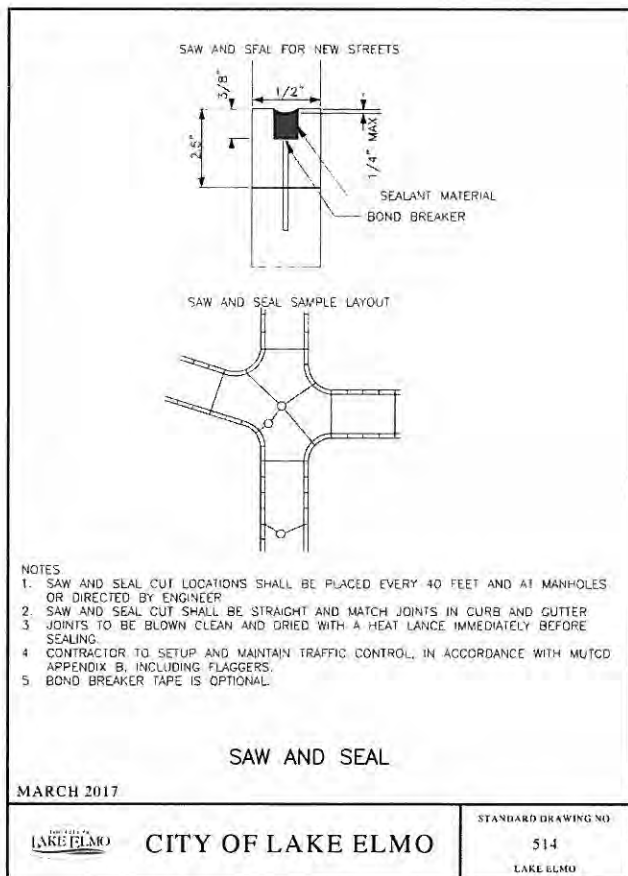 SAW AND SEAL FOR NEW STREETS
3/8"
1/2"
2.5"
1/4" MAX
SEALANT MATERIAL
BOND BREAKER
SAW AND SEAL SAMPLE LAYOUT
NOTES
1. SAW AND SEAL CUT LOCATIONS SHALL BE PLACED EVERY 40 FEET AND AT MANHOLES
OR DIRECTED BY ENGINEER
2. SAW AND SEAL CUT SHALL BE STRAIGHT AND MATCH JOINTS IN CURB AND GUTTER
3 JOINTS TO BE BLOWN CLEAN AND DRIED WITH A HEAT LANCE IMMEDIATELY BEFORE
SEALING.
4 CONTRACTOR TO SETUP AND MAINTAIN TRAFFIC CONTROL, IN ACCORDANCE WITH MUTCD
APPENDIX B, INCLUDING FLAGGERS.
5 BOND BREAKER TAPE IS OPTIONAL.
SAW AND SEAL
MARCH 2017
THE CITY OF
LAKE ELMO
CITY OF LAKE ELMO
STANDARD DRAWING NO
514
LAKE ELMO